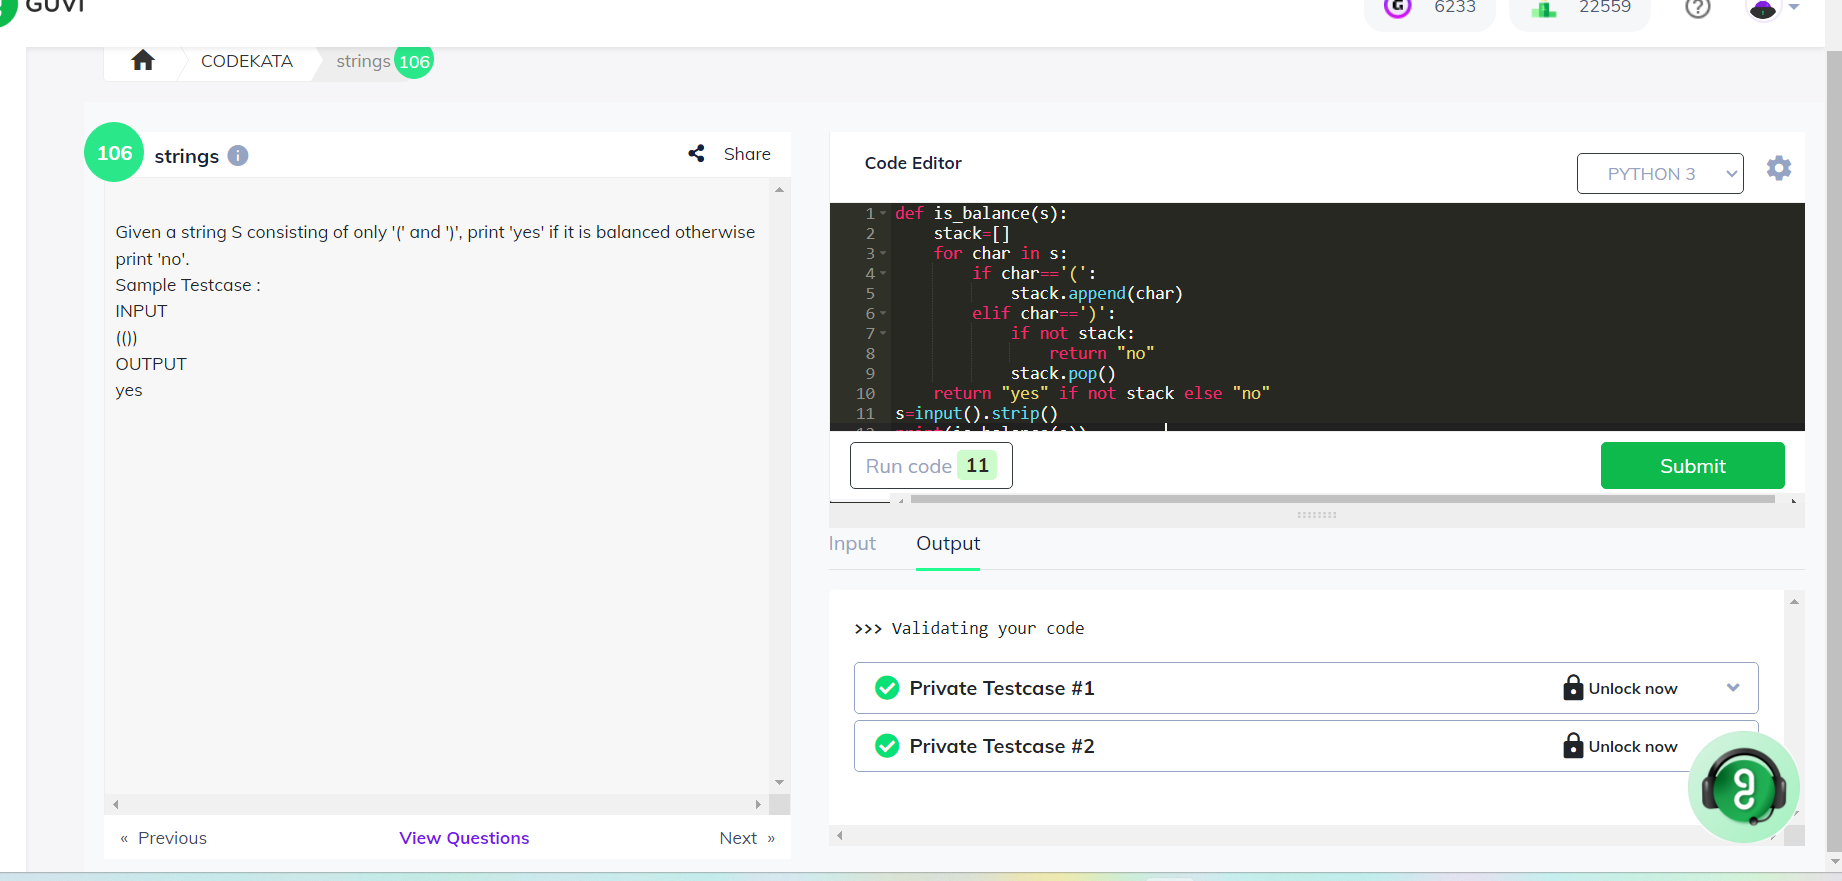 GUVI
6233
22559
CODEKATA
strings 106
106 strings
Share
Given a string S consisting of only '(' and ')', print 'yes' if it is balanced otherwise
print 'no'.
Sample Testcase :
INPUT
(())
OUTPUT
yes
« Previous
View Questions
Next »
Code Editor
PYTHON 3
1 def is_balance(s):
2 stack=[]
3 for char in s:
4 if char=='(':
5 stack.append(char)
6 elif char==')':
7 if not stack:
8 return "no"
9 stack.pop()
10 return "yes" if not stack else "no"
11 s=input().strip()
12 print(is_balance(s))
Run code 11
Submit
Input
Output
>>> Validating your code
Private Testcase #1
Unlock now
Private Testcase #2
Unlock now